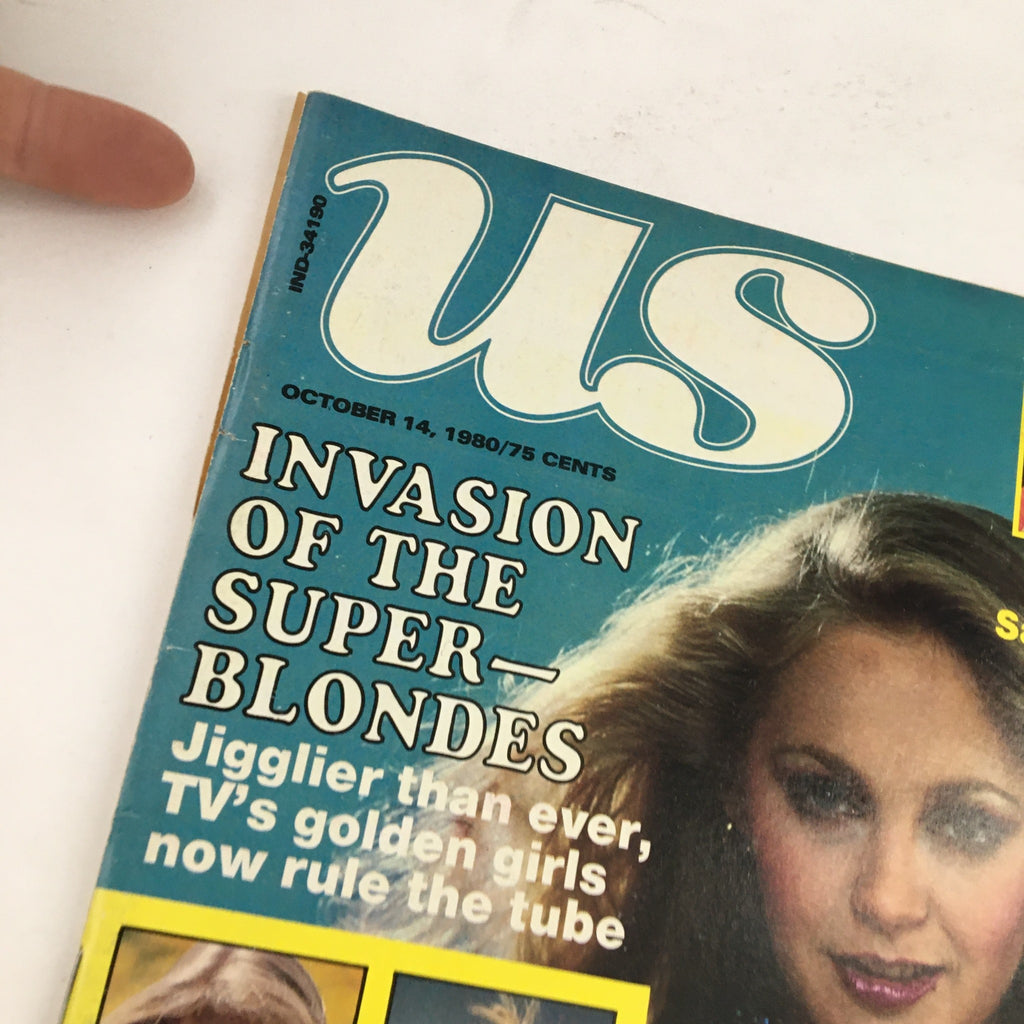 us
IND-34190
OCTOBER 14, 1980/75 CENTS
INVASION
OF THE
SUPER—
BLONDES
Jigglier than ever,
TV's golden girls
now rule the tube